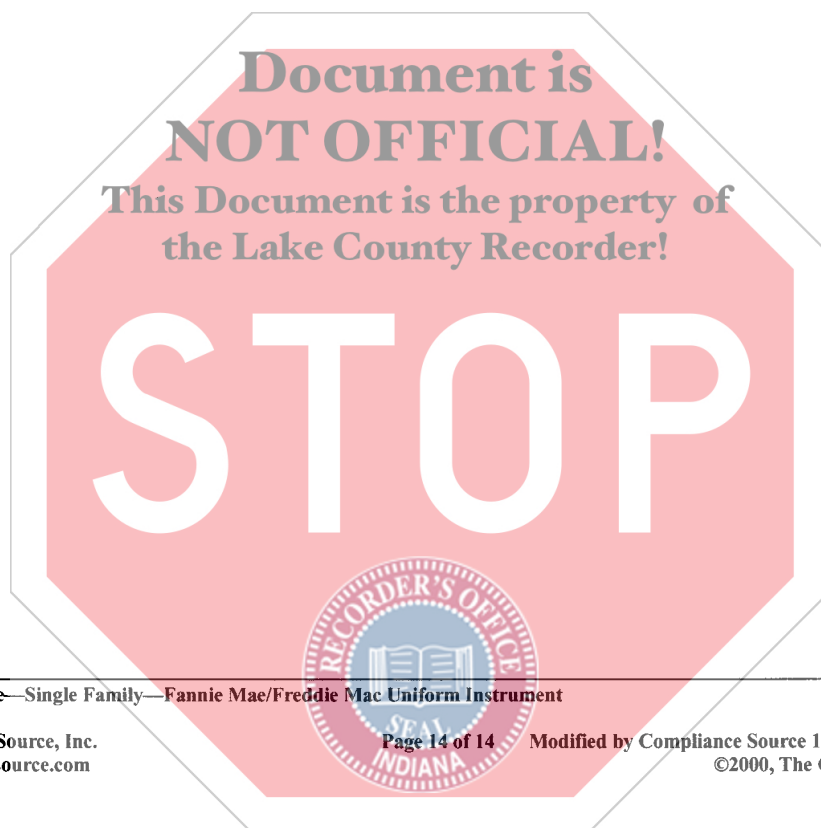 Document is
NOT OFFICIAL!
This Document is the property of
the Lake County Recorder!
STOP
RECORDER'S OFFICE
SEAL
INDIANA
e—Single Family—Fannie Mae/Freddie Mac Uniform Instrument
Source, Inc. Page 14 of 14 Modified by Compliance Source 1
ource.com ©2000, The